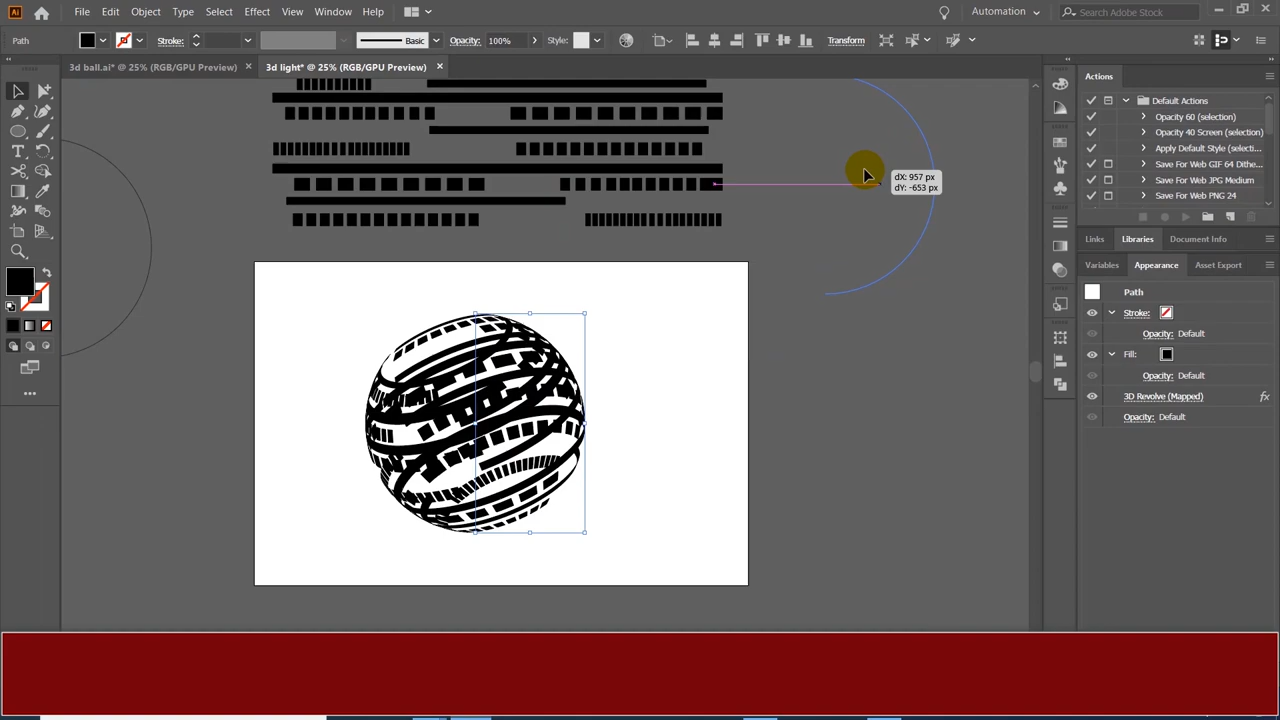 Ai File Edit Object Type Select Effect View Window Help Automation Search Adobe Stock
Path Stroke: Basic Opacity: 100% Style: Transform
3d ball.ai* @ 25% (RGB/GPU Preview) 3d light* @ 25% (RGB/GPU Preview)
Actions
Default Actions
Opacity 60 (selection)
Opacity 40 Screen (selection)
Apply Default Style (selecti...
Save For Web GIF 64 Dithe...
Save For Web JPG Medium
Save For Web PNG 24
dX: 957 px
dY: -653 px
Links Libraries Document Info
Variables Appearance Asset Export
Path
Stroke:
Opacity: Default
Fill:
Opacity: Default
3D Revolve (Mapped) fx
Opacity: Default